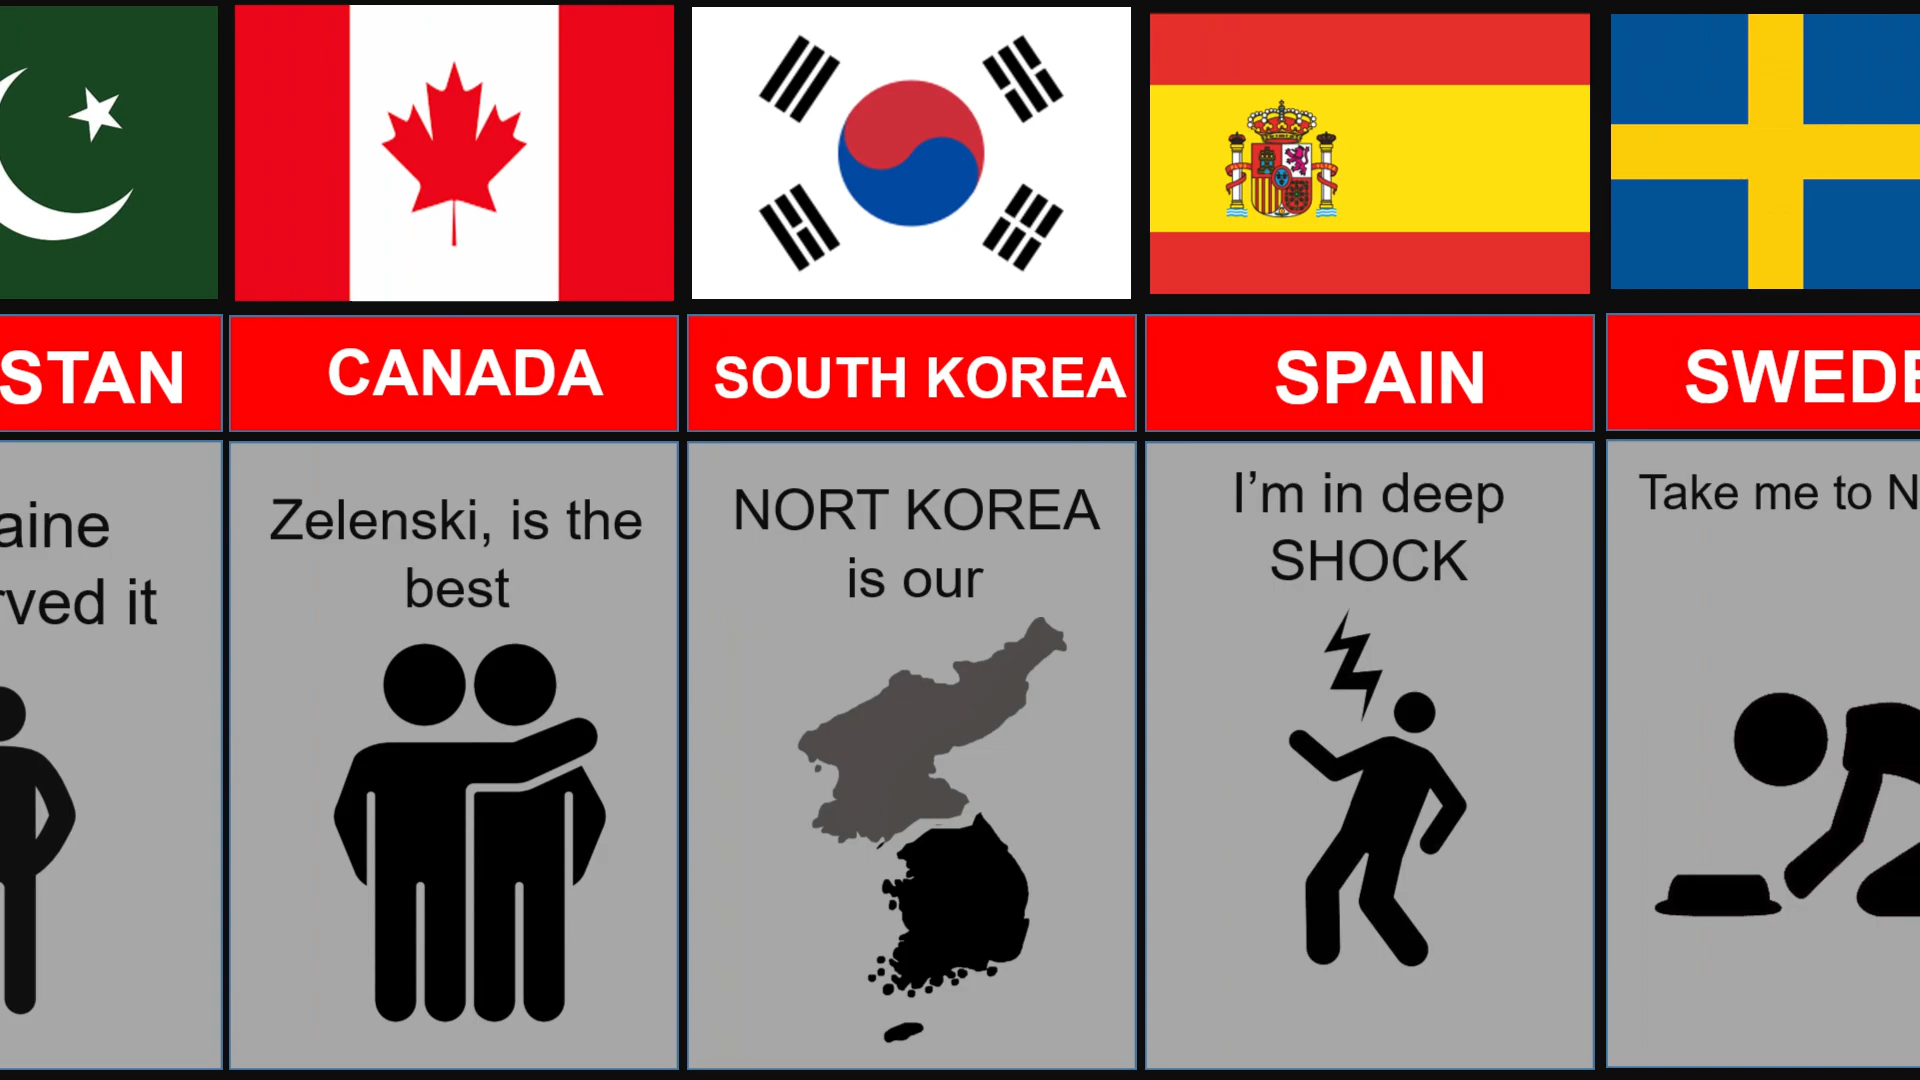 STAN
CANADA
SOUTH KOREA
SPAIN
SWEDE
aine
rved it
Zelenski, is the
best
NORT KOREA
is our
I’m in deep
SHOCK
Take me to N